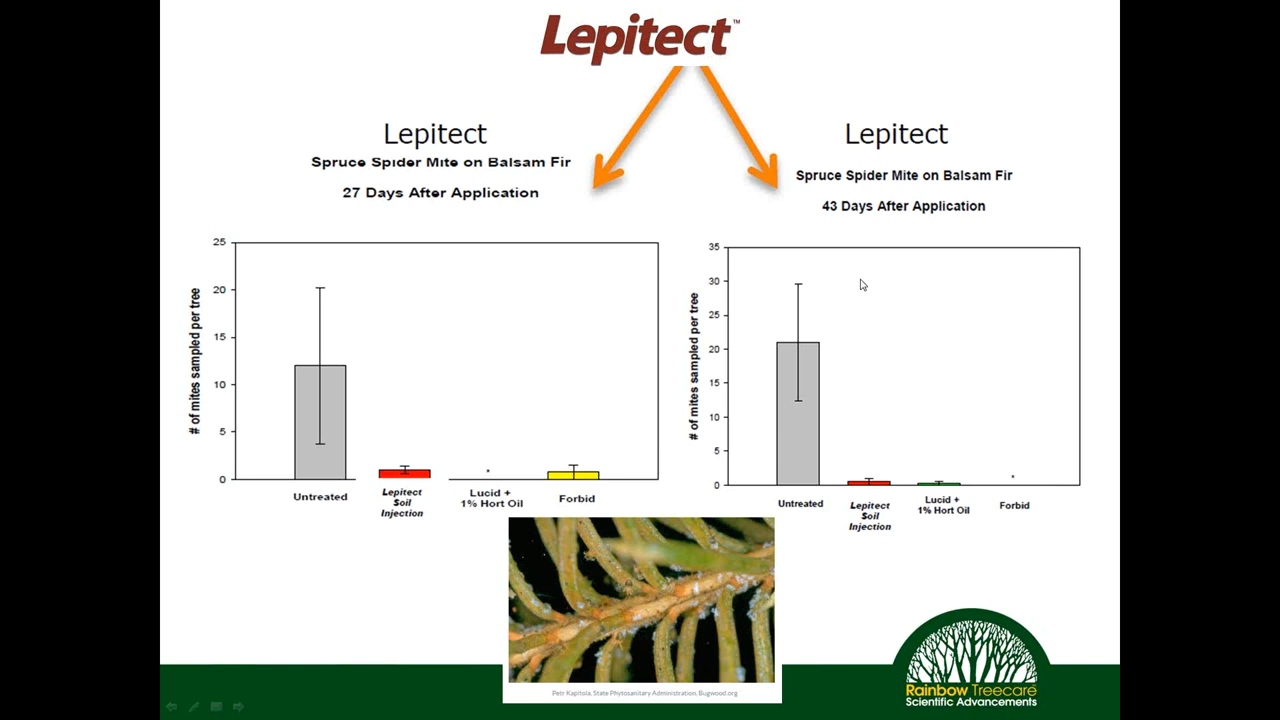 Lepitect™
Lepitect
Spruce Spider Mite on Balsam Fir
27 Days After Application
25
20
15
10
5
0
# of mites sampled per tree
Untreated
Lepitect
Soil
Injection
*
Lucid +
1% Hort Oil
Forbid
Lepitect
Spruce Spider Mite on Balsam Fir
43 Days After Application
35
30
25
20
15
10
5
0
# of mites sampled per tree
Untreated
Lepitect
Soil
Injection
Lucid +
1% Hort Oil
*
Forbid
Petr Kapitola, State Phytosanitary Administration, Bugwood.org
Rainbow Treecare
Scientific Advancements